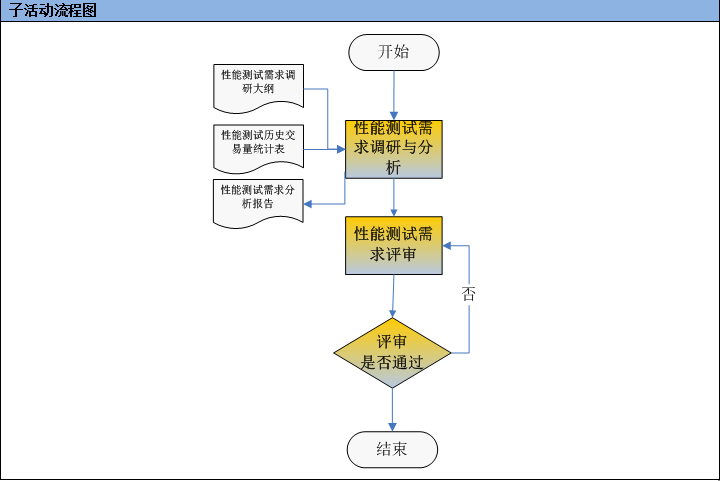 子活动流程图
开始
性能测试需求调
研大纲
性能测试需
求调研与分
析
性能测试历史交
易量统计表
性能测试需求分
析报告
性能测试需
求评审
否
评审
是否通过
结束